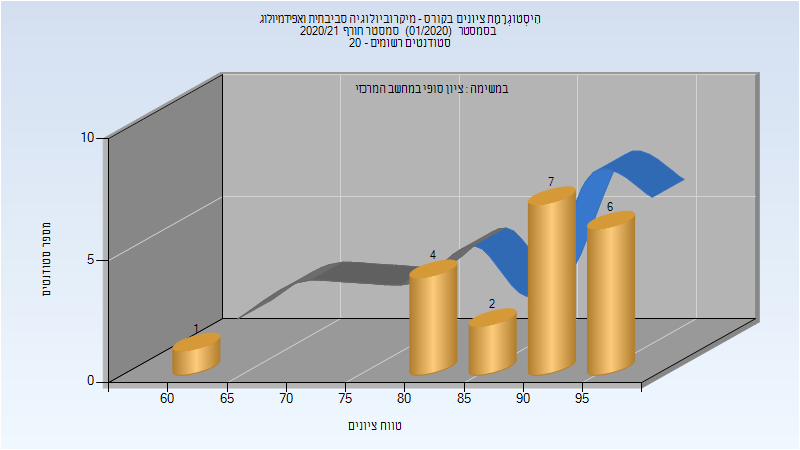 היסטוגרמת ציונים בקורס - מיקרוביולוגיה סביבתית ואפידמיולוג
בסמסטר (01/2020) סמסטר חורף 2020/21
סטודנטים רשומים - 20
במשימה : ציון סופי במחשב המרכזי
מספר סטודנטים
10
5
0
1
4
2
7
6
60 65 70 75 80 85 90 95
טווח ציונים